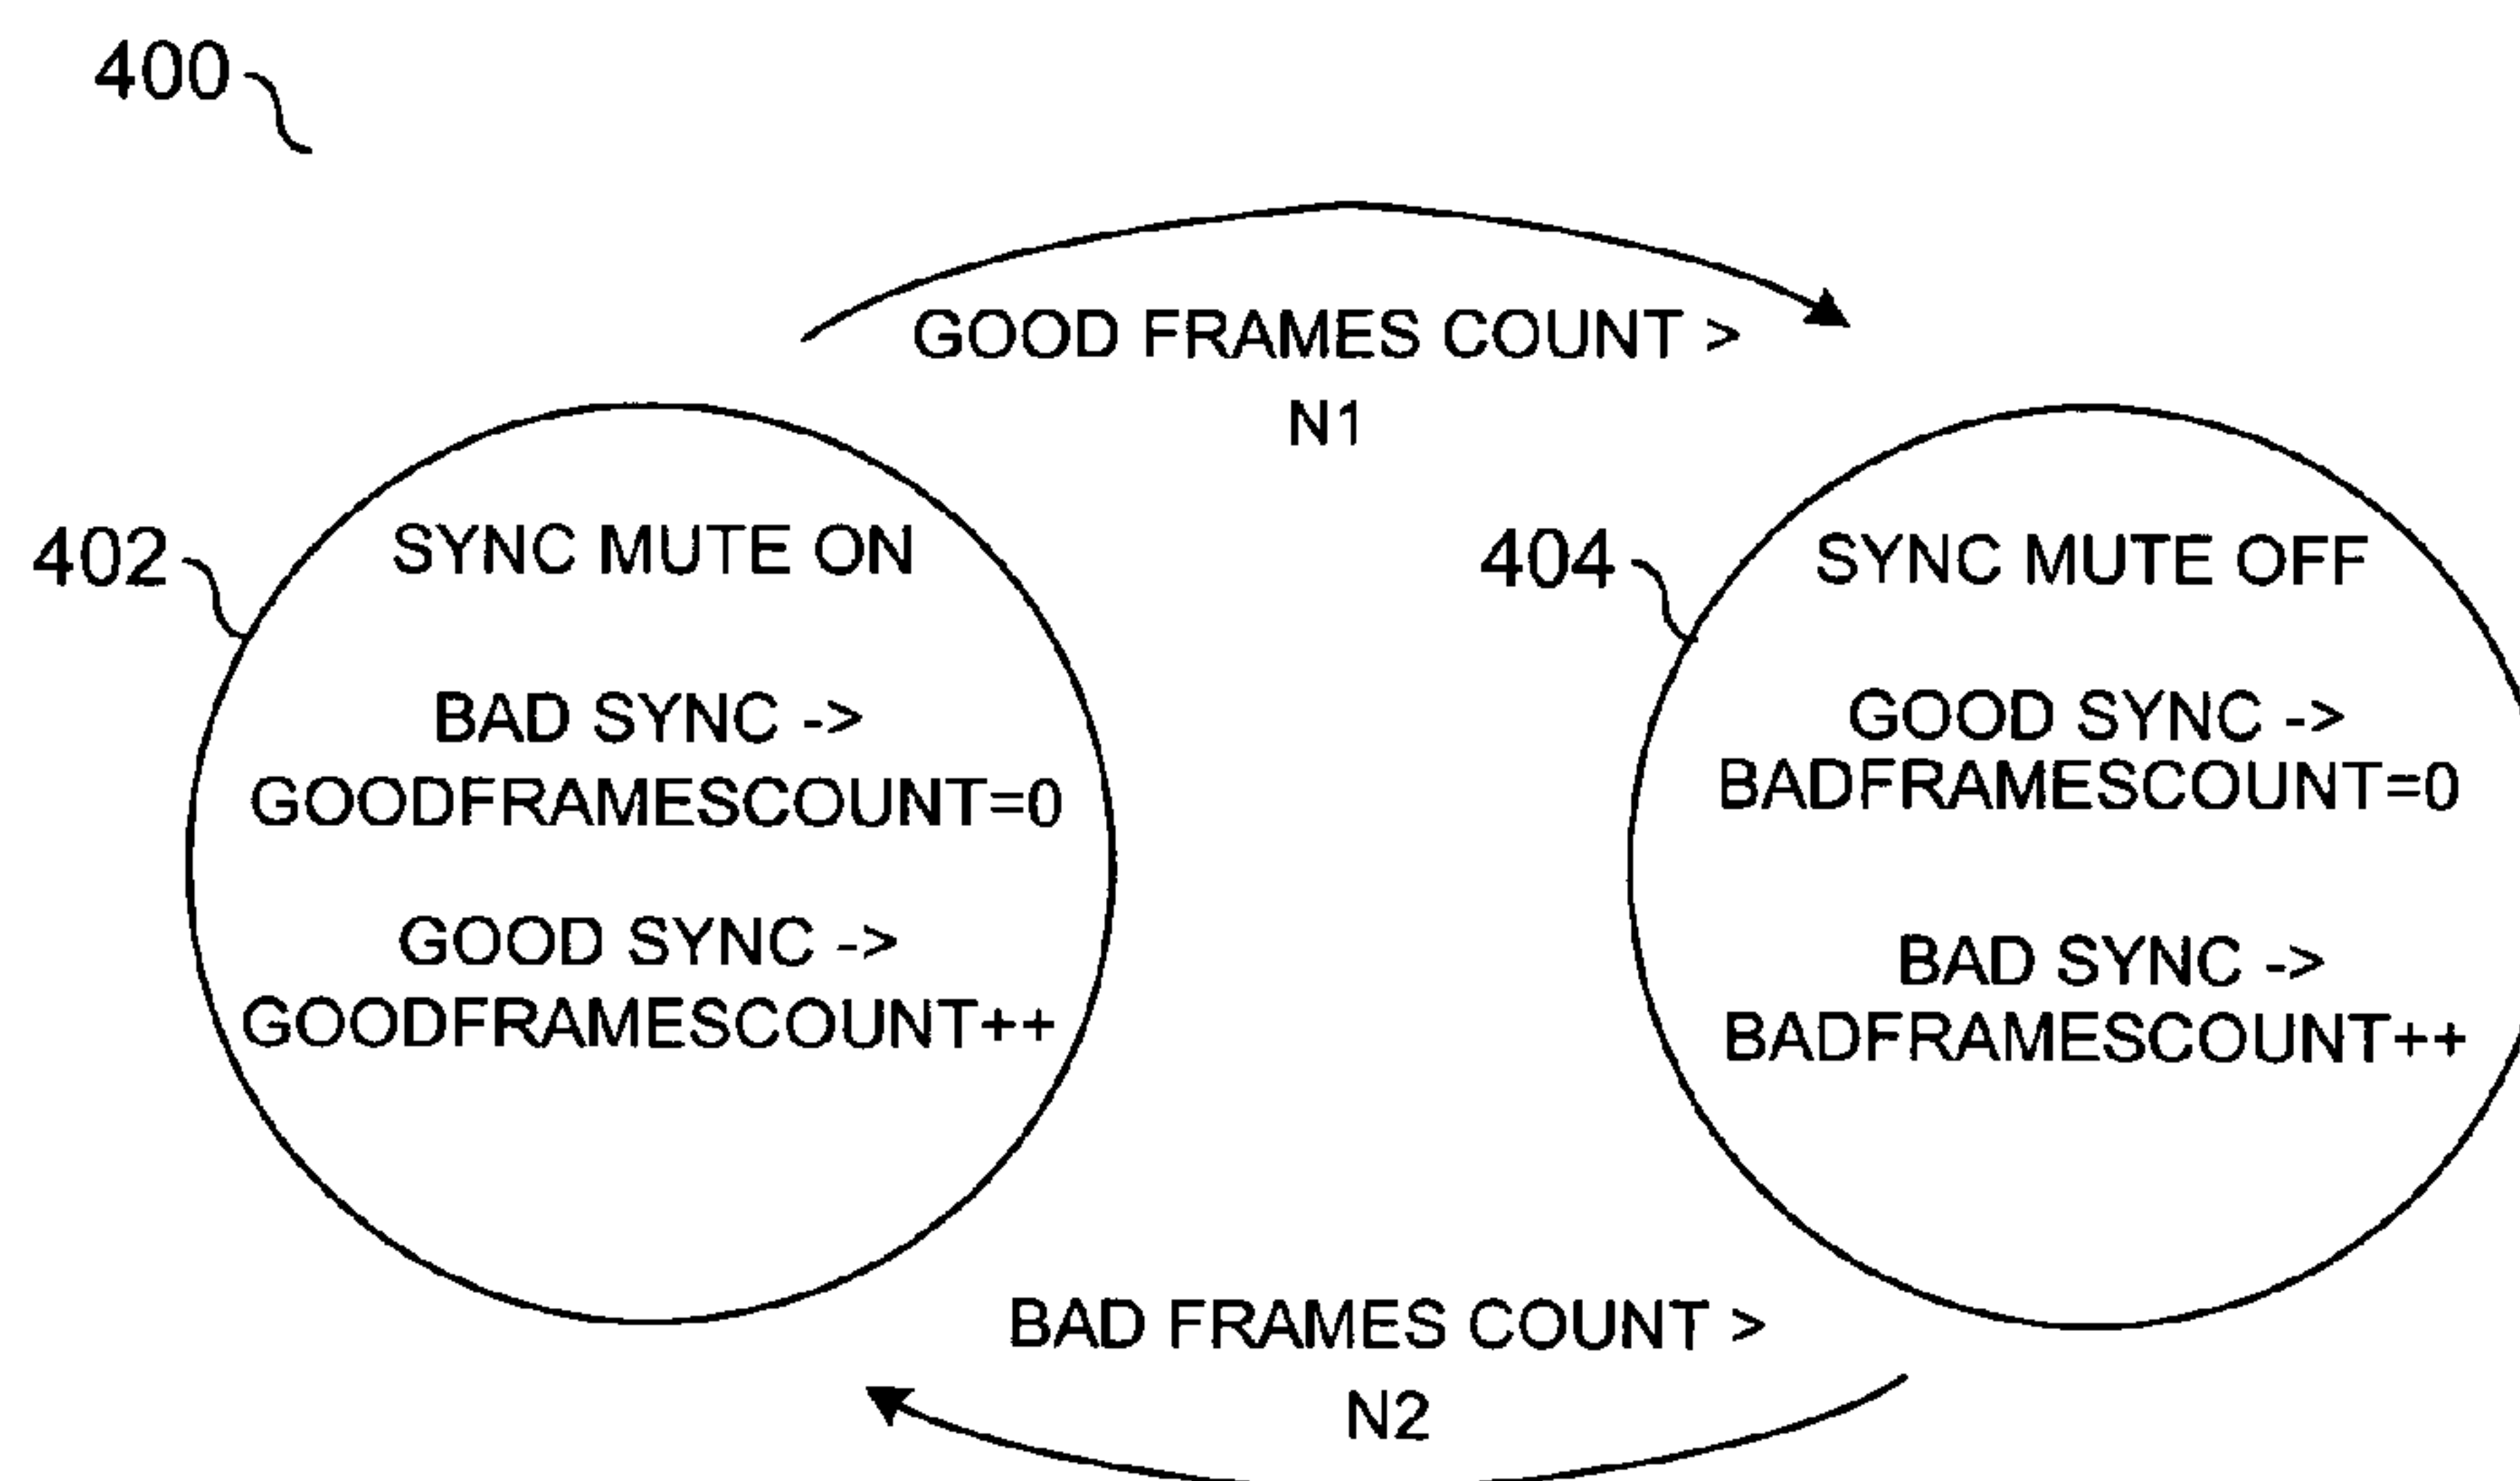 400
GOOD FRAMES COUNT >
N1
402
SYNC MUTE ON
BAD SYNC ->
GOODFRAMESCOUNT=0
GOOD SYNC ->
GOODFRAMESCOUNT++
404
SYNC MUTE OFF
GOOD SYNC ->
BADFRAMESCOUNT=0
BAD SYNC ->
BADFRAMESCOUNT++
BAD FRAMES COUNT >
N2